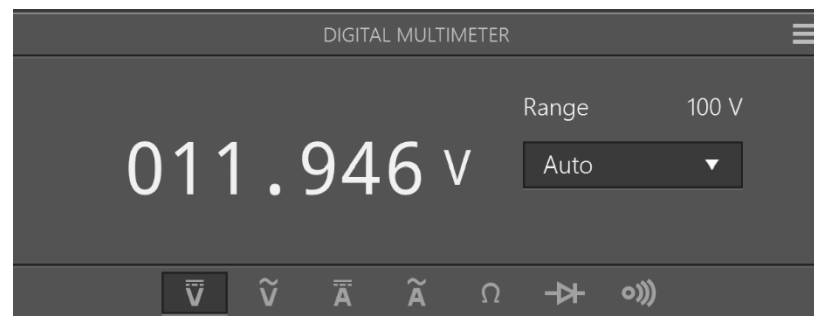 DIGITAL MULTIMETER
Range 100 V
011.946 V
Auto
V V A A Ω